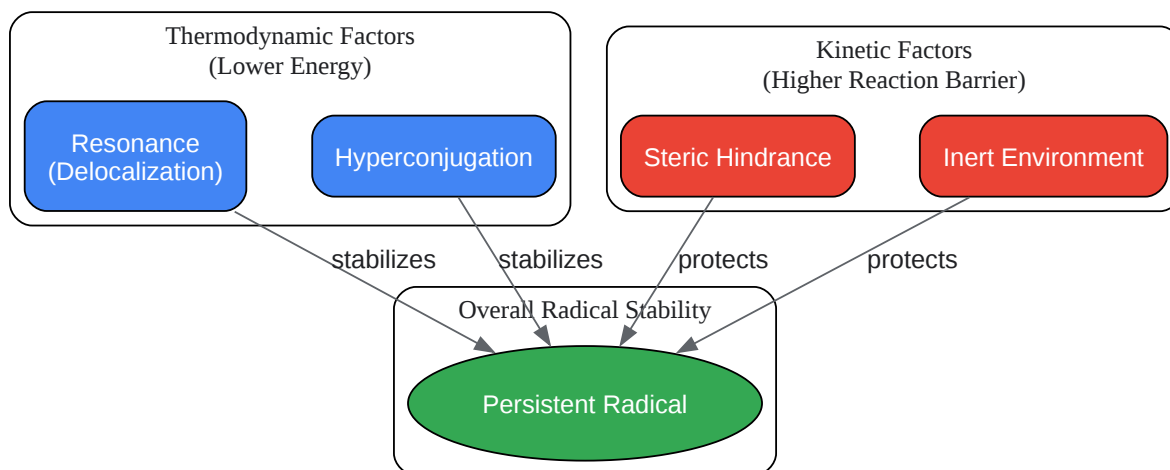 Thermodynamic Factors
(Lower Energy)
Resonance
(Delocalization)
Hyperconjugation
Kinetic Factors
(Higher Reaction Barrier)
Steric Hindrance
Inert Environment
stabilizes
stabilizes
protects
protects
Overall Radical Stability
Persistent Radical